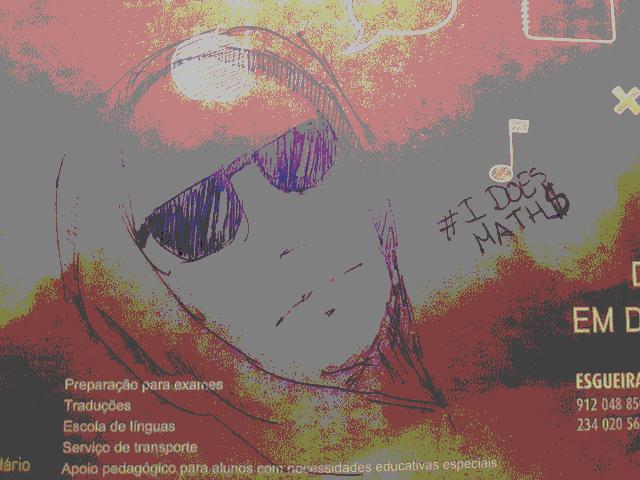 #I DOES
MATH$
EM D
ESGUEIRA
912 048 85
234 020 56
Preparação para exames
Traduções
Escola de línguas
Serviço de transporte
tário
Apoio pedagógico para alunos com necessidades educativas especiais